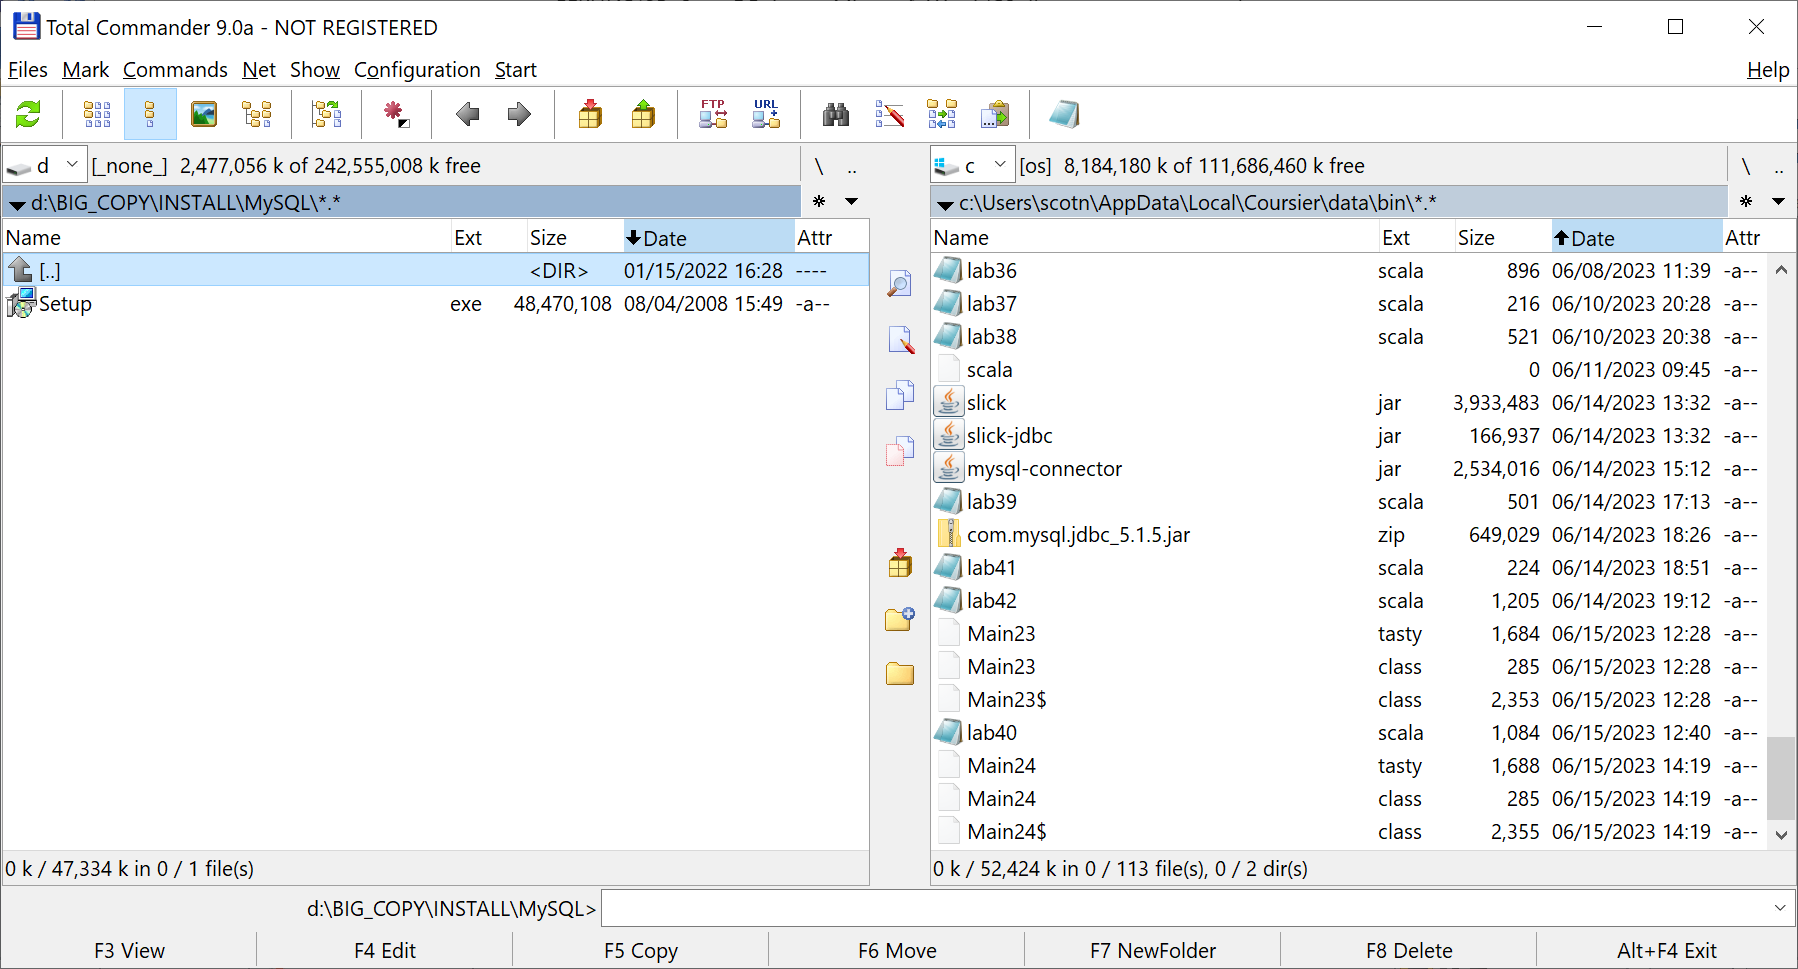 Total Commander 9.0a - NOT REGISTERED
Files Mark Commands Net Show Configuration Start Help
FTP URL
d [_none_] 2,477,056 k of 242,555,008 k free \ ..
d:\BIG_COPY\INSTALL\MySQL\*.* *
Name Ext Size Date Attr
[..] <DIR> 01/15/2022 16:28 ----
Setup exe 48,470,108 08/04/2008 15:49 -a--
0 k / 47,334 k in 0 / 1 file(s)
c [os] 8,184,180 k of 111,686,460 k free \ ..
c:\Users\scotn\AppData\Local\Coursier\data\bin\*.* *
Name Ext Size Date Attr
lab36 scala 896 06/08/2023 11:39 -a--
lab37 scala 216 06/10/2023 20:28 -a--
lab38 scala 521 06/10/2023 20:38 -a--
scala 0 06/11/2023 09:45 -a--
slick jar 3,933,483 06/14/2023 13:32 -a--
slick-jdbc jar 166,937 06/14/2023 13:32 -a--
mysql-connector jar 2,534,016 06/14/2023 15:12 -a--
lab39 scala 501 06/14/2023 17:13 -a--
com.mysql.jdbc_5.1.5.jar zip 649,029 06/14/2023 18:26 -a--
lab41 scala 224 06/14/2023 18:51 -a--
lab42 scala 1,205 06/14/2023 19:12 -a--
Main23 tasty 1,684 06/15/2023 12:28 -a--
Main23 class 285 06/15/2023 12:28 -a--
Main23$ class 2,353 06/15/2023 12:28 -a--
lab40 scala 1,084 06/15/2023 12:40 -a--
Main24 tasty 1,688 06/15/2023 14:19 -a--
Main24 class 285 06/15/2023 14:19 -a--
Main24$ class 2,355 06/15/2023 14:19 -a--
0 k / 52,424 k in 0 / 113 file(s), 0 / 2 dir(s)
d:\BIG_COPY\INSTALL\MySQL>
F3 View F4 Edit F5 Copy F6 Move F7 NewFolder F8 Delete Alt+F4 Exit